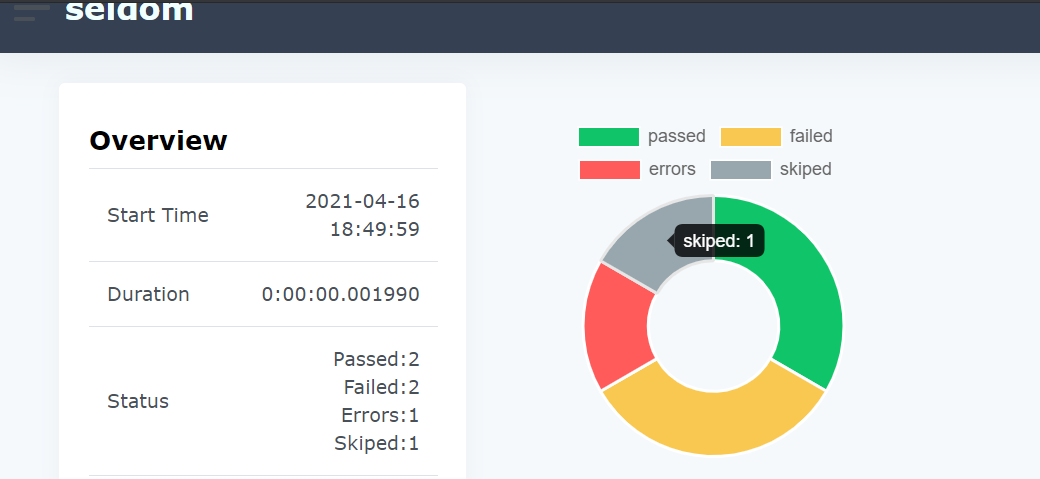 seldom
Overview
Start Time
2021-04-16
18:49:59
Duration
0:00:00.001990
Status
Passed:2
Failed:2
Errors:1
Skiped:1
passed
failed
errors
skiped
skiped: 1